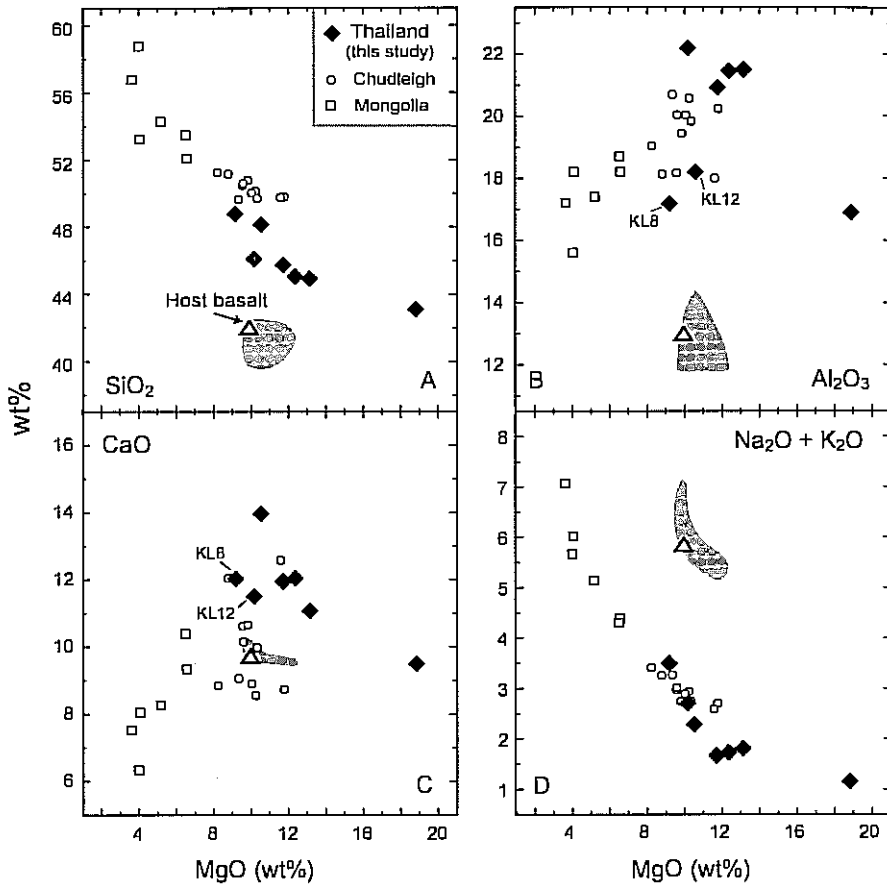 Thailand
(this study)
Chudleigh
Mongolia
60
56
52
48
44
40
Host basalt
SiO₂
A
22
20
18
16
14
12
KL12
KL8
B
Al₂O₃
wt%
CaO
16
14
12
10
8
6
KL8
KL12
C
Na₂O + K₂O
8
7
6
5
4
3
2
1
D
4 8 12 16 20
4 8 12 16 20
MgO (wt%)
MgO (wt%)